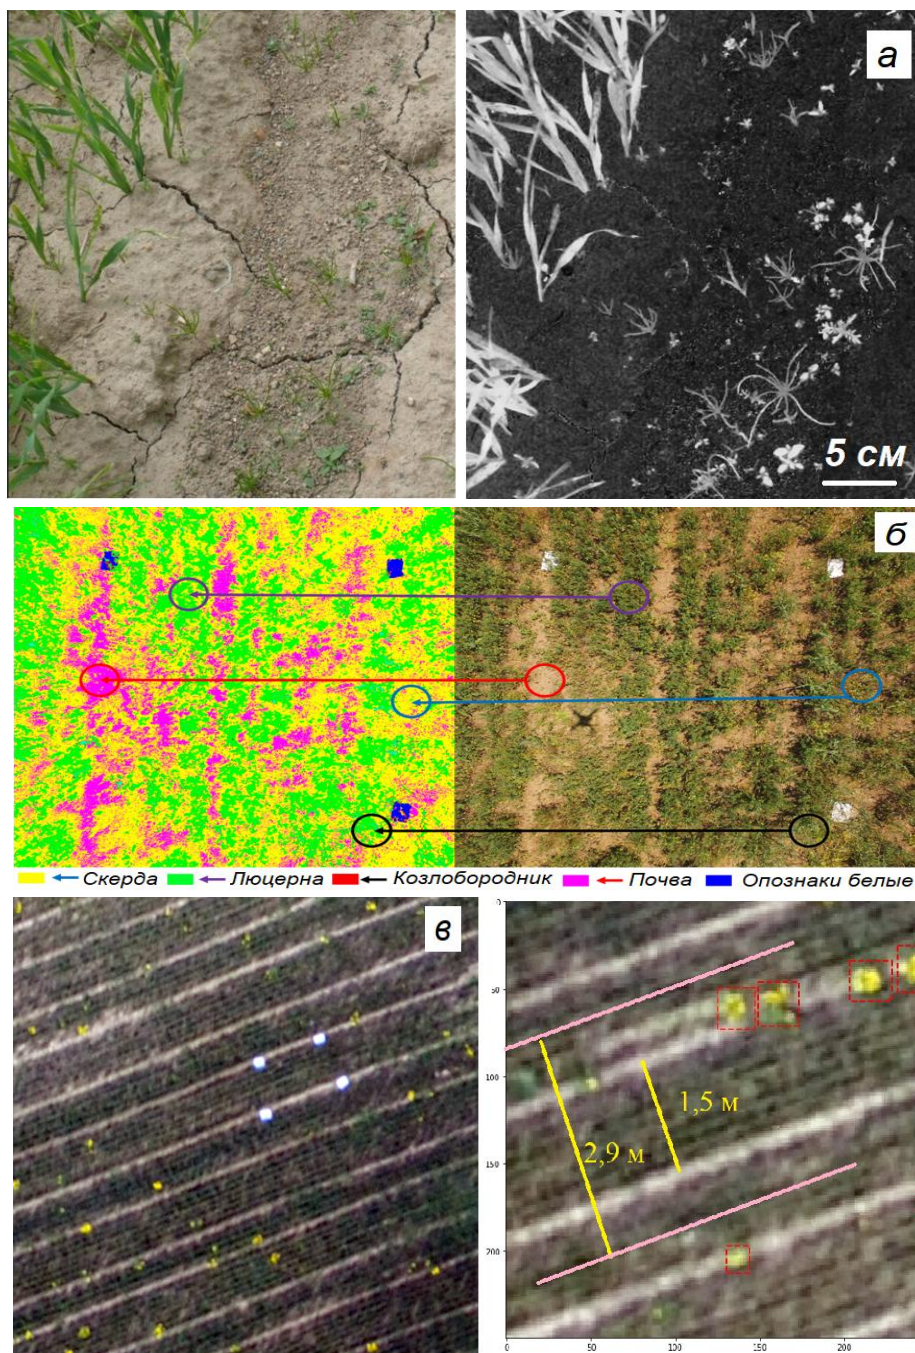 а
5 см
б
Скерда Люцерна Козлобородник Почва Опознаки белые
в
0
50
100
150
200
1,5 м
2,9 м
0 50 100 150 200